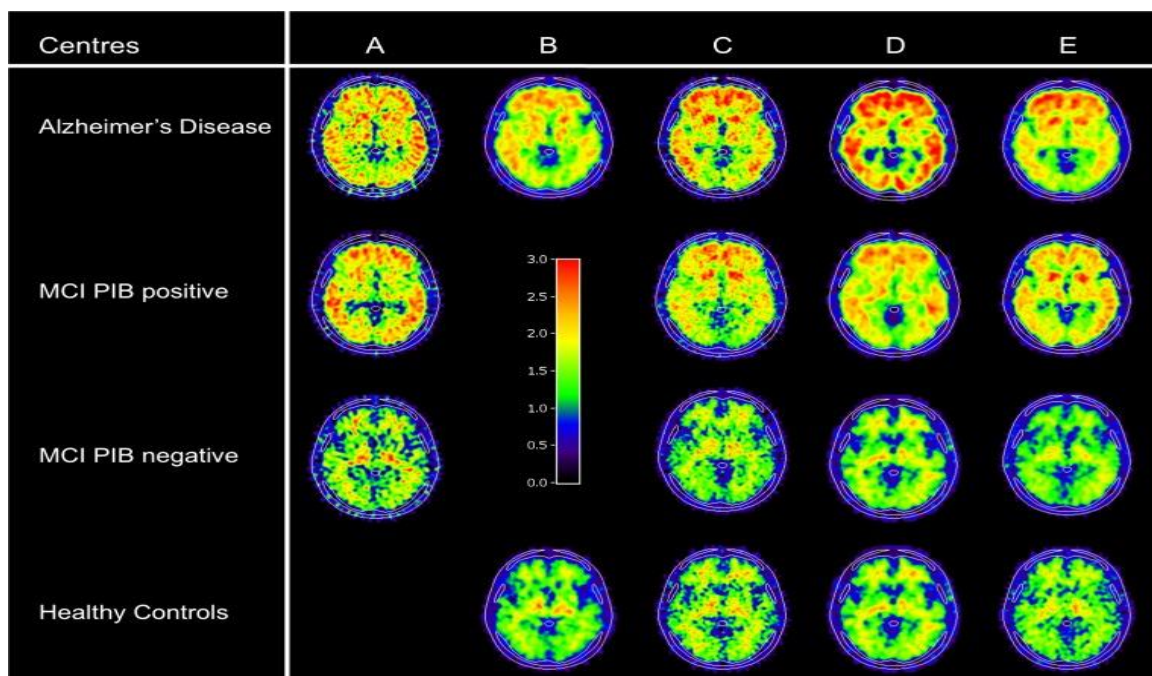 Centres A B C D E
Alzheimer's Disease
MCI PIB positive
3.0
2.5
2.0
1.5
1.0
0.5
0.0
MCI PIB negative
Healthy Controls